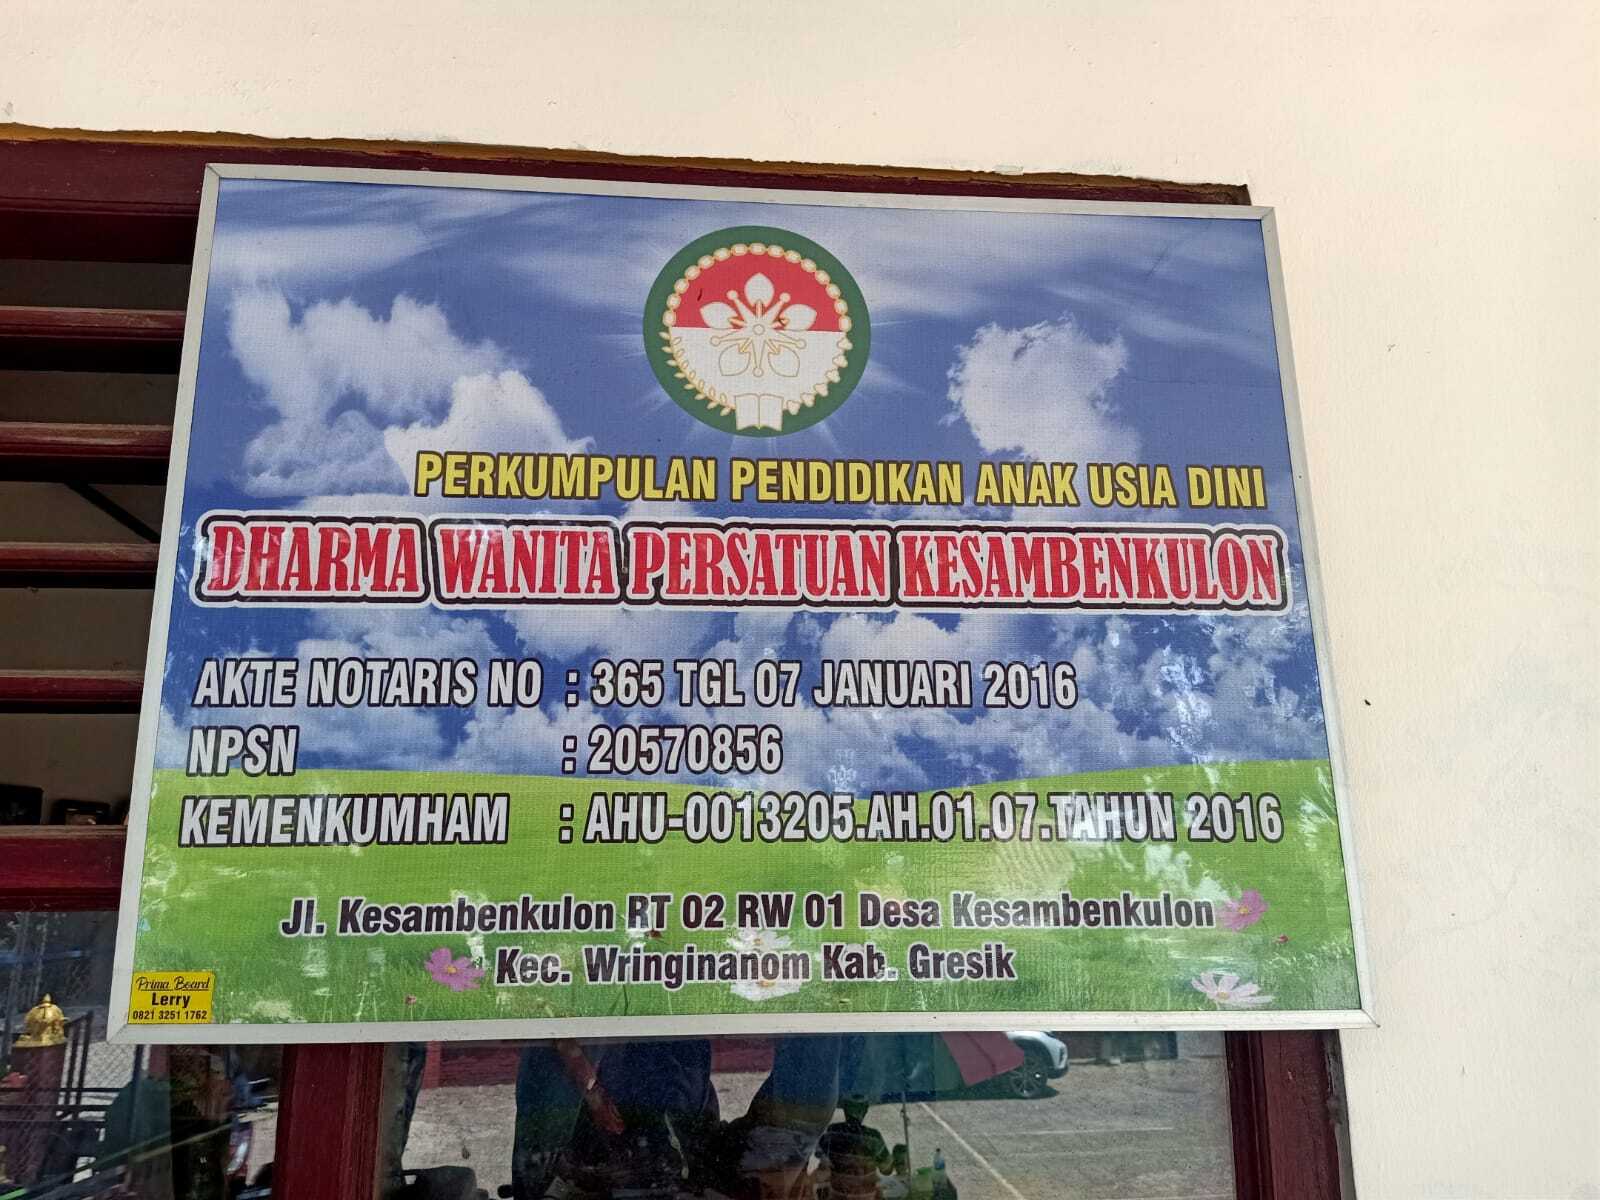 PERKUMPULAN PENDIDIKAN ANAK USIA DINI
DHARMA WANITA PERSATUAN KESAMBENKULON
AKTE NOTARIS NO : 365 TGL 07 JANUARI 2016
NPSN : 20570856
KEMENKUMHAM : AHU-0013205.AH.01.07.TAHUN 2016
Jl. Kesambenkulon RT 02 RW 01 Desa Kesambenkulon
Kec. Wringinanom Kab. Gresik
Prima Board
Lerry
0821 3251 1762